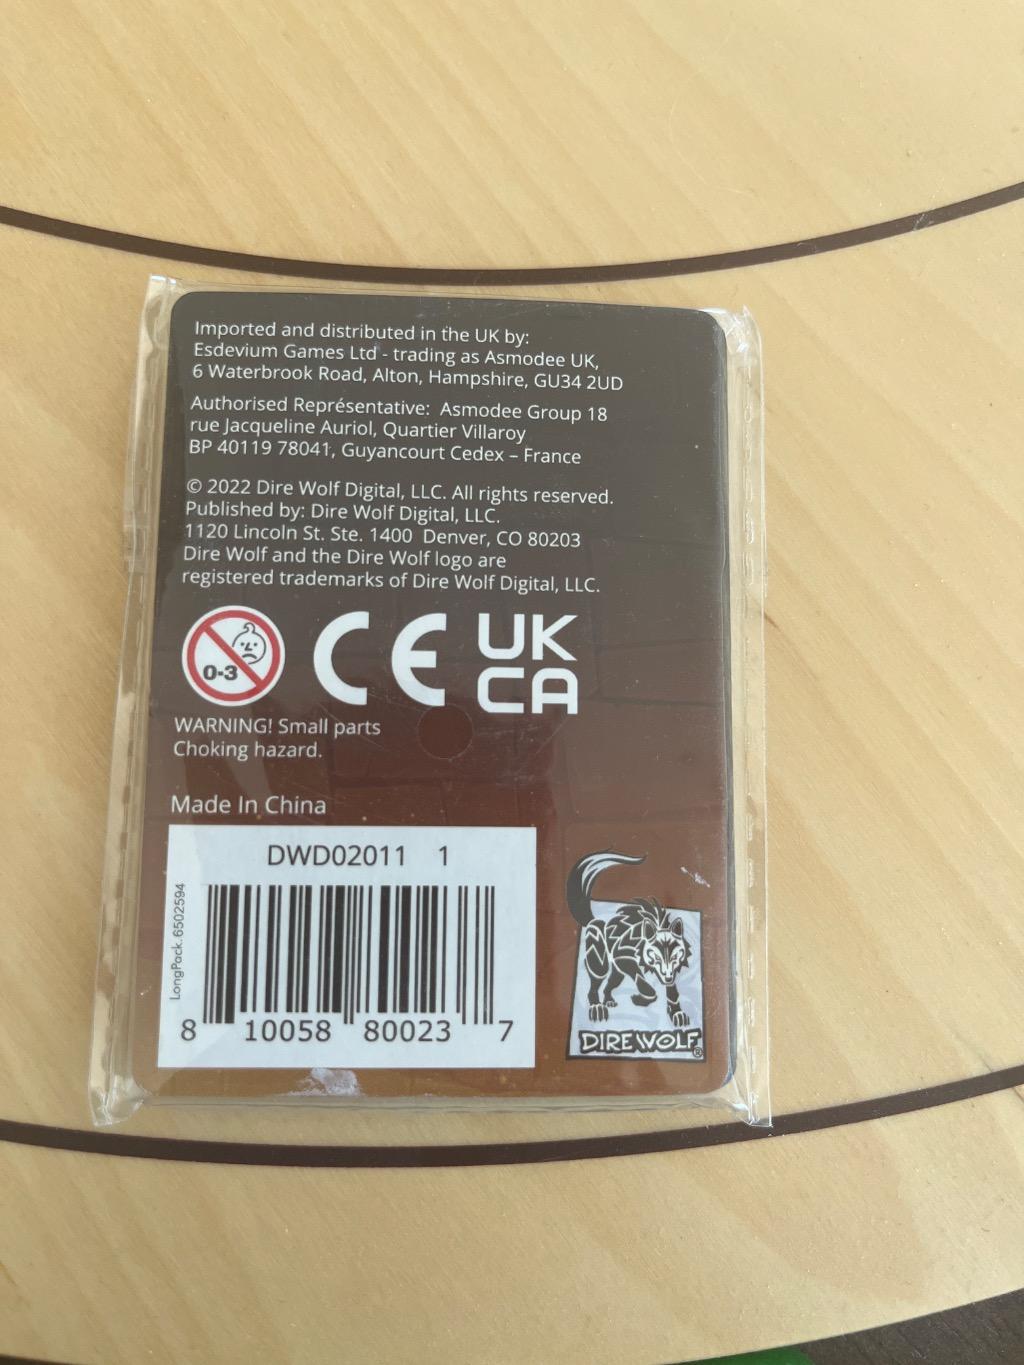 Imported and distributed in the UK by:
Esdevium Games Ltd - trading as Asmodee UK,
6 Waterbrook Road, Alton, Hampshire, GU34 2UD
Authorised Représentative: Asmodee Group 18
rue Jacqueline Auriol, Quartier Villaroy
BP 40119 78041, Guyancourt Cedex – France
© 2022 Dire Wolf Digital, LLC. All rights reserved.
Published by: Dire Wolf Digital, LLC.
1120 Lincoln St. Ste. 1400 Denver, CO 80203
Dire Wolf and the Dire Wolf logo are
registered trademarks of Dire Wolf Digital, LLC.
0-3
CE
UK
CA
WARNING! Small parts
Choking hazard.
Made In China
DWD02011 1
LongPack. 6502594
8 10058 80023 7
DIRE WOLF®